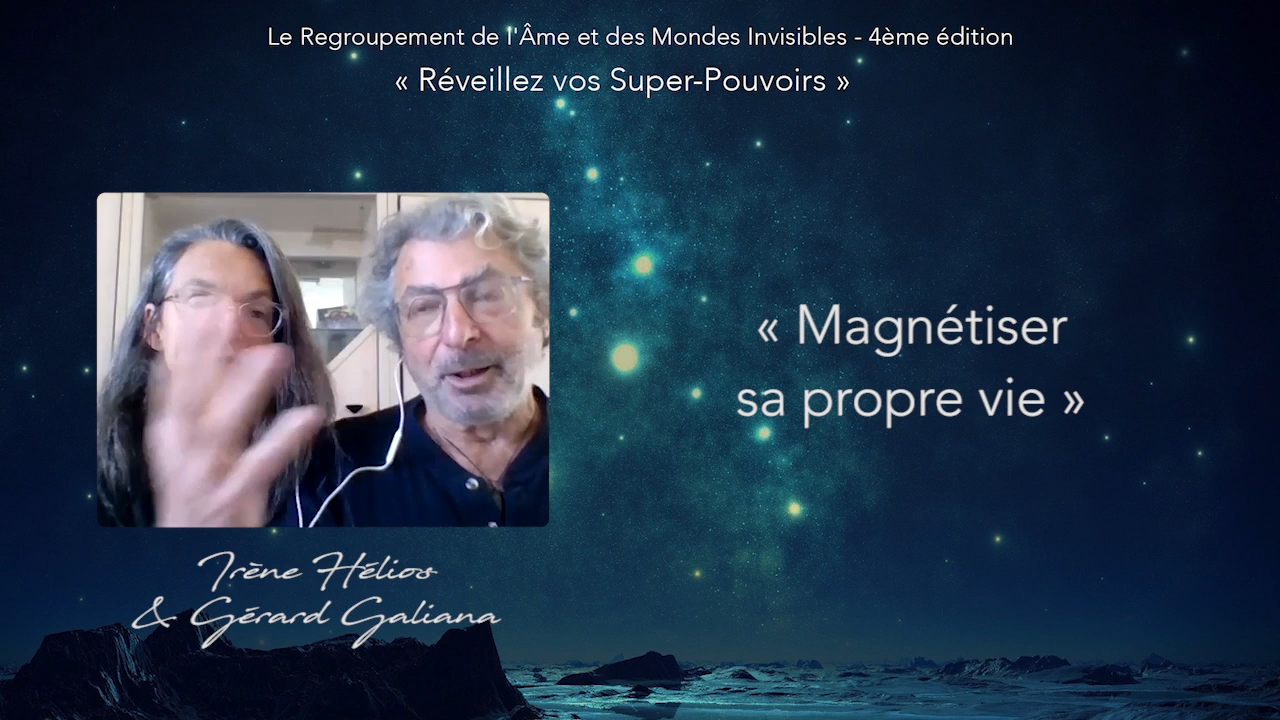 Le Regroupement de l'Âme et des Mondes Invisibles - 4ème édition
« Réveillez vos Super-Pouvoirs »
« Magnétiser
sa propre vie »
Irène Hélios
& Gérard Galiana